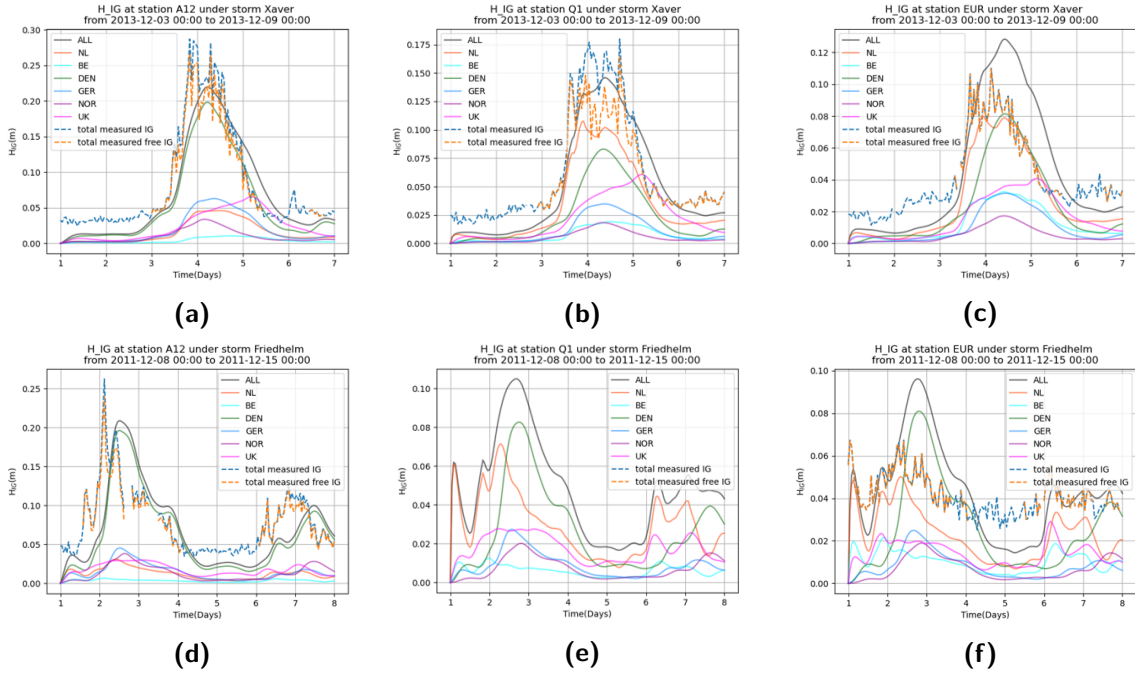 H_IG at station A12 under storm Xaver
from 2013-12-03 00:00 to 2013-12-09 00:00
0.30
0.25
0.20
0.15
0.10
0.05
0.00
H_IG(m)
ALL
NL
BE
DEN
GER
NOR
UK
total measured IG
total measured free IG
1 2 3 4 5 6 7
Time(Days)
(a)
H_IG at station Q1 under storm Xaver
from 2013-12-03 00:00 to 2013-12-09 00:00
0.175
0.150
0.125
0.100
0.075
0.050
0.025
0.000
H_IG(m)
ALL
NL
BE
DEN
GER
NOR
UK
total measured IG
total measured free IG
1 2 3 4 5 6 7
Time(Days)
(b)
H_IG at station EUR under storm Xaver
from 2013-12-03 00:00 to 2013-12-09 00:00
0.12
0.10
0.08
0.06
0.04
0.02
0.00
H_IG(m)
ALL
NL
BE
DEN
GER
NOR
UK
total measured IG
total measured free IG
1 2 3 4 5 6 7
Time(Days)
(c)
H_IG at station A12 under storm Friedhelm
from 2011-12-08 00:00 to 2011-12-15 00:00
0.25
0.20
0.15
0.10
0.05
0.00
H_IG(m)
ALL
NL
BE
DEN
GER
NOR
UK
total measured IG
total measured free IG
1 2 3 4 5 6 7 8
Time(Days)
(d)
H_IG at station Q1 under storm Friedhelm
from 2011-12-08 00:00 to 2011-12-15 00:00
0.10
0.08
0.06
0.04
0.02
0.00
H_IG(m)
ALL
NL
BE
DEN
GER
NOR
UK
total measured IG
total measured free IG
1 2 3 4 5 6 7 8
Time(Days)
(e)
H_IG at station EUR under storm Friedhelm
from 2011-12-08 00:00 to 2011-12-15 00:00
0.10
0.08
0.06
0.04
0.02
0.00
H_IG(m)
ALL
NL
BE
DEN
GER
NOR
UK
total measured IG
total measured free IG
1 2 3 4 5 6 7 8
Time(Days)
(f)